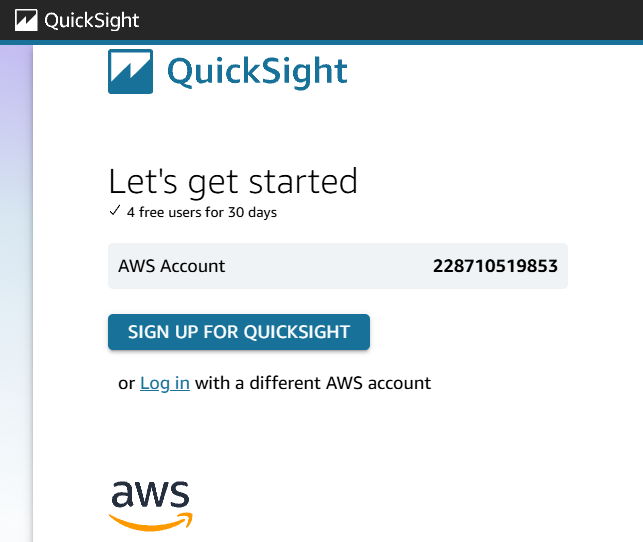 QuickSight
QuickSight
Let's get started
✓ 4 free users for 30 days
AWS Account 228710519853
SIGN UP FOR QUICKSIGHT
or Log in with a different AWS account
aws